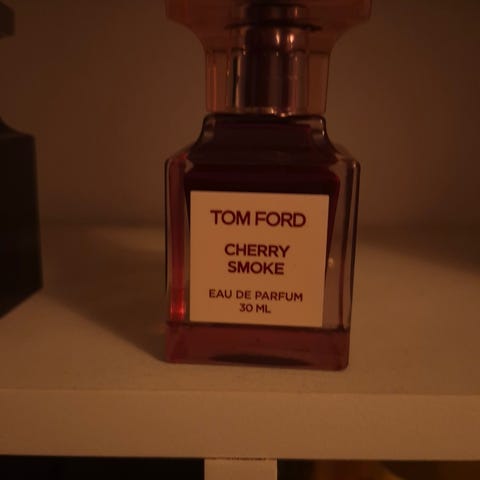 TOM FORD
CHERRY
SMOKE
EAU DE PARFUM
30 ML